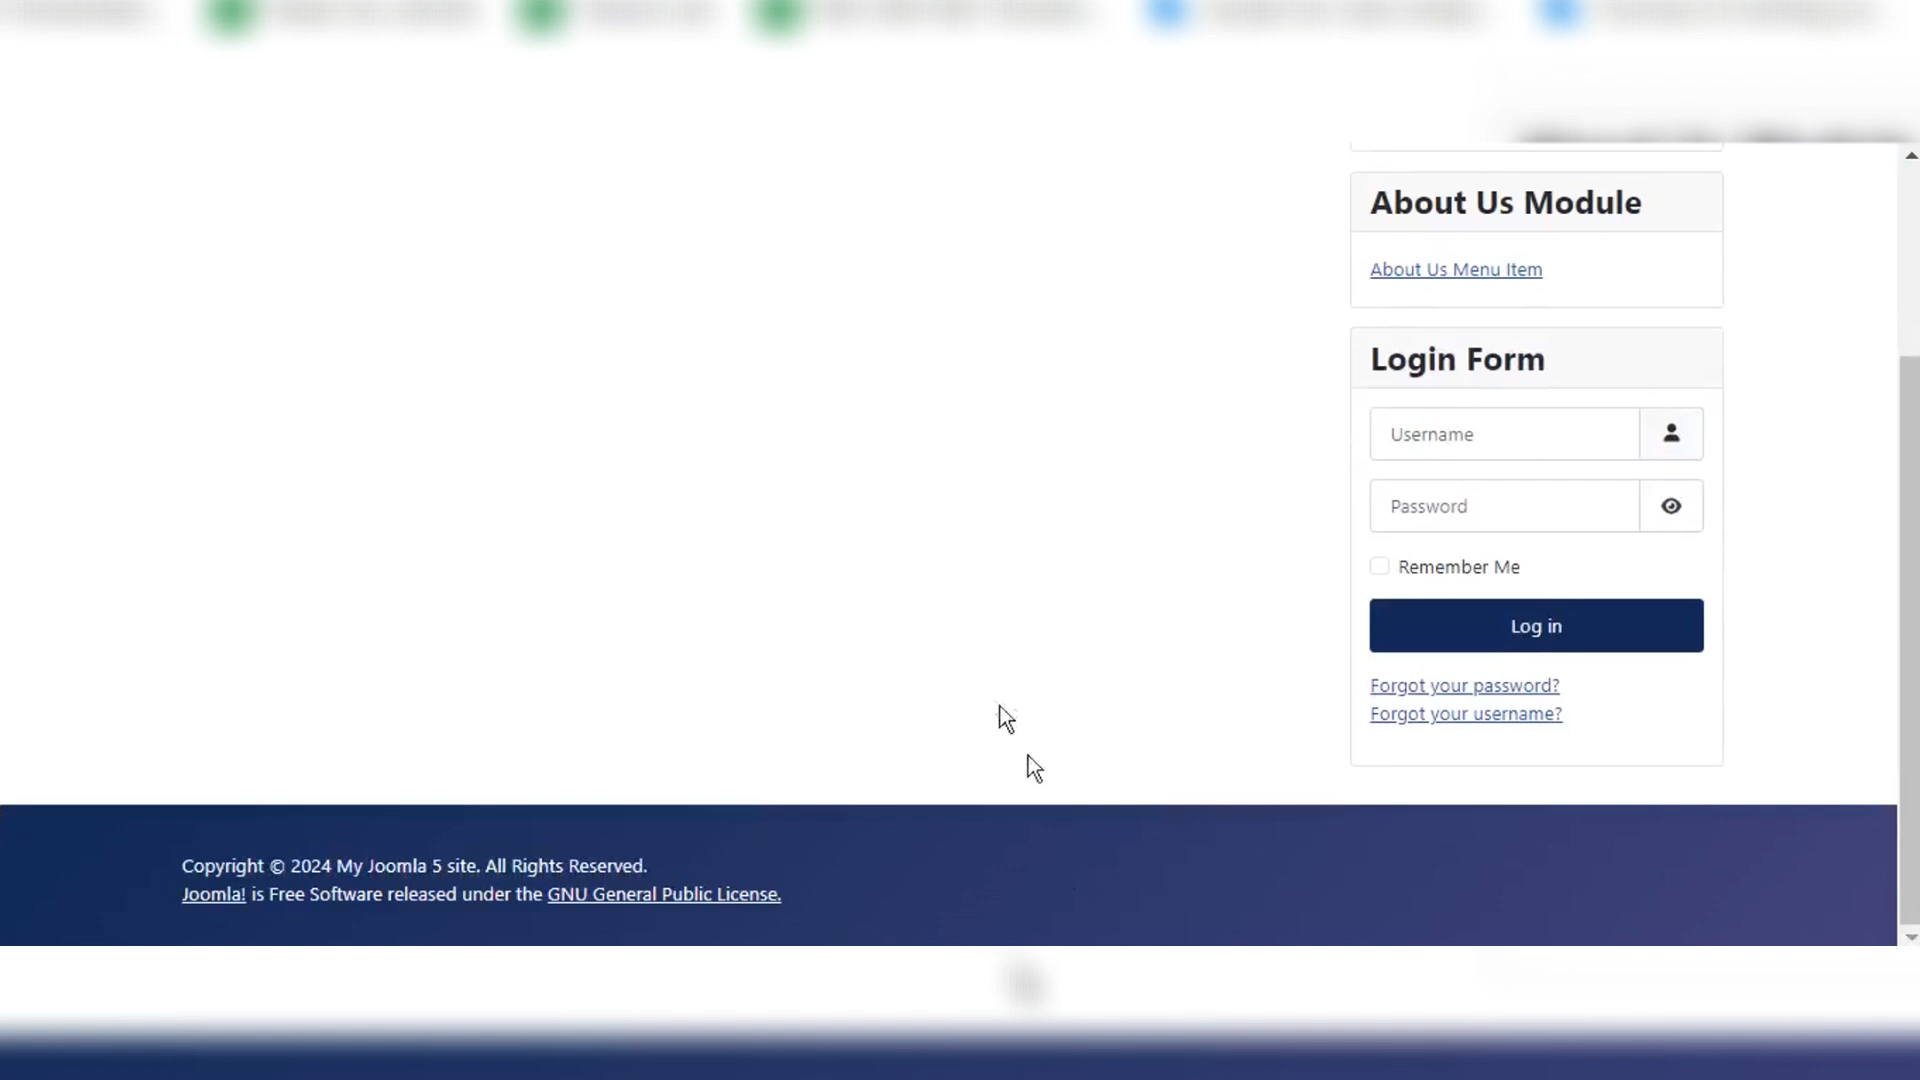 About Us Module
About Us Menu Item
Login Form
Username
Password
Remember Me
Log in
Forgot your password?
Forgot your username?
Copyright © 2024 My Joomla 5 site. All Rights Reserved.
Joomla! is Free Software released under the GNU General Public License.